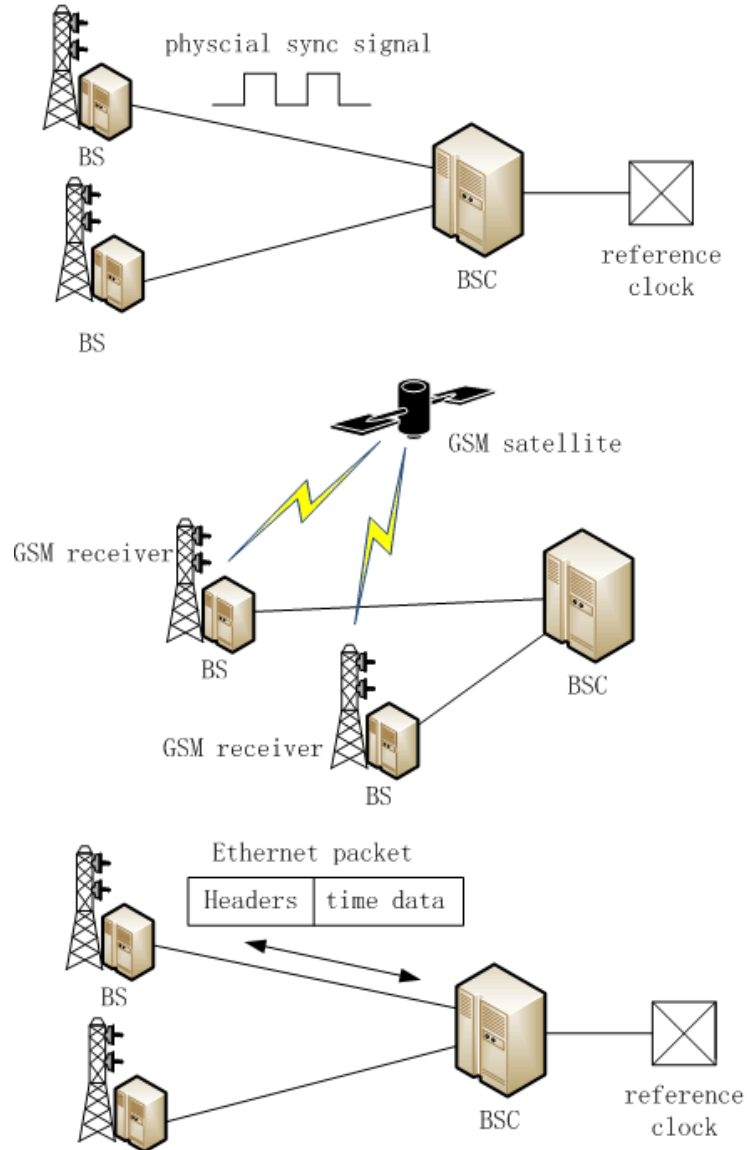 physcial sync signal
BS
BSC
reference
clock
BS
GSM satellite
GSM receiver
BS
BSC
GSM receiver
BS
Ethernet packet
Headers time data
BS
BSC
reference
clock